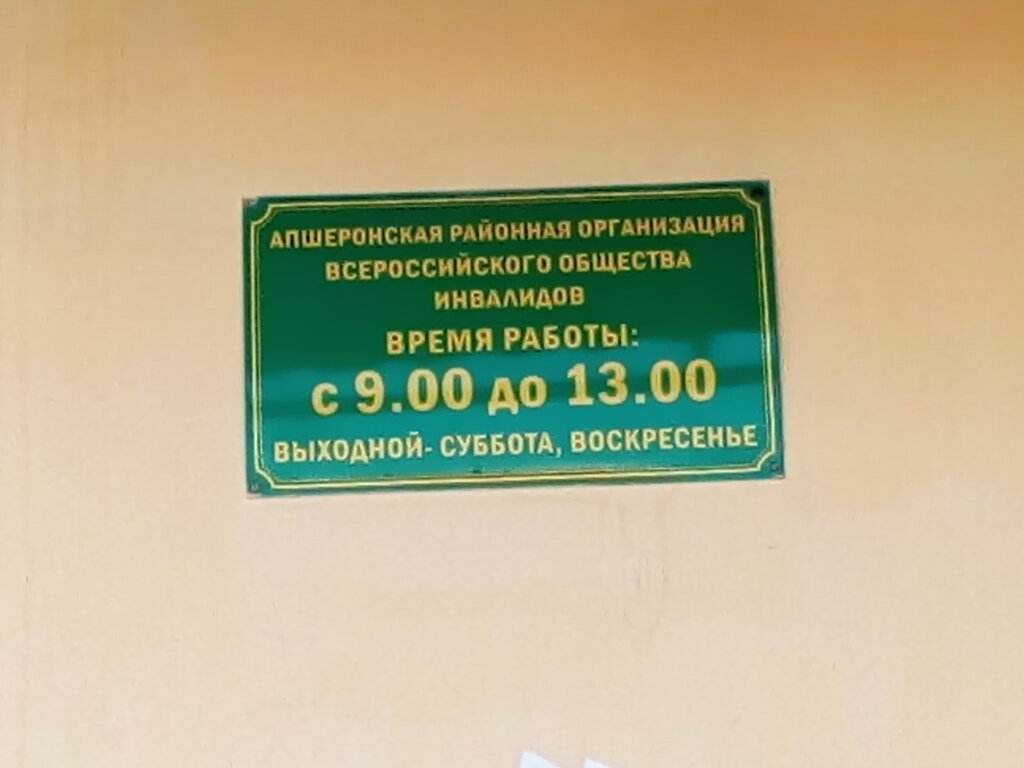 АПШЕРОНСКАЯ РАЙОННАЯ ОРГАНИЗАЦИЯ
ВСЕРОССИЙСКОГО ОБЩЕСТВА
ИНВАЛИДОВ
ВРЕМЯ РАБОТЫ:
с 9.00 до 13.00
ВЫХОДНОЙ- СУББОТА, ВОСКРЕСЕНЬЕ